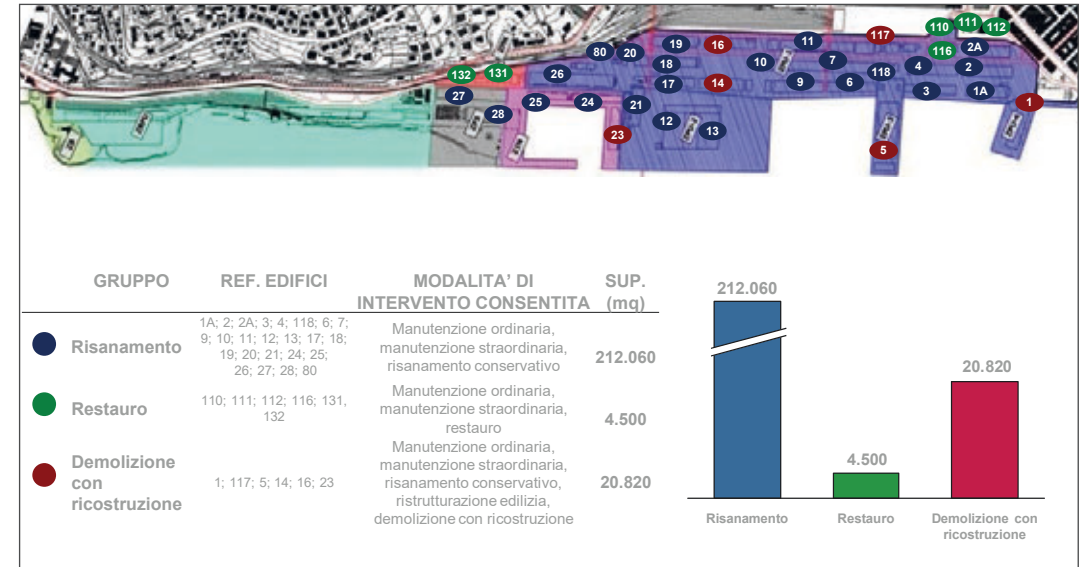 110
111
112
117
11
16
19
20
80
116
2A
10
7
4
2
18
118
131
132
26
17
14
9
6
3
1A
27
25
24
21
1
28
12
13
23
5
GRUPPO REF. EDIFICI MODALITA’ DI INTERVENTO CONSENTITA SUP. (mq)
Risanamento
1A; 2; 2A; 3; 4; 118; 6; 7;
9; 10; 11; 12; 13; 17; 18;
19; 20; 21; 24; 25;
26; 27; 28; 80
Manutenzione ordinaria,
manutenzione straordinaria,
risanamento conservativo
212.060
Restauro
110; 111; 112; 116; 131,
132
Manutenzione ordinaria,
manutenzione straordinaria,
restauro
4.500
Demolizione
con
ricostruzione
1; 117; 5; 14; 16; 23
Manutenzione ordinaria,
manutenzione straordinaria,
risanamento conservativo,
ristrutturazione edilizia,
demolizione con ricostruzione
20.820
212.060
4.500
20.820
Risanamento
Restauro
Demolizione con
ricostruzione